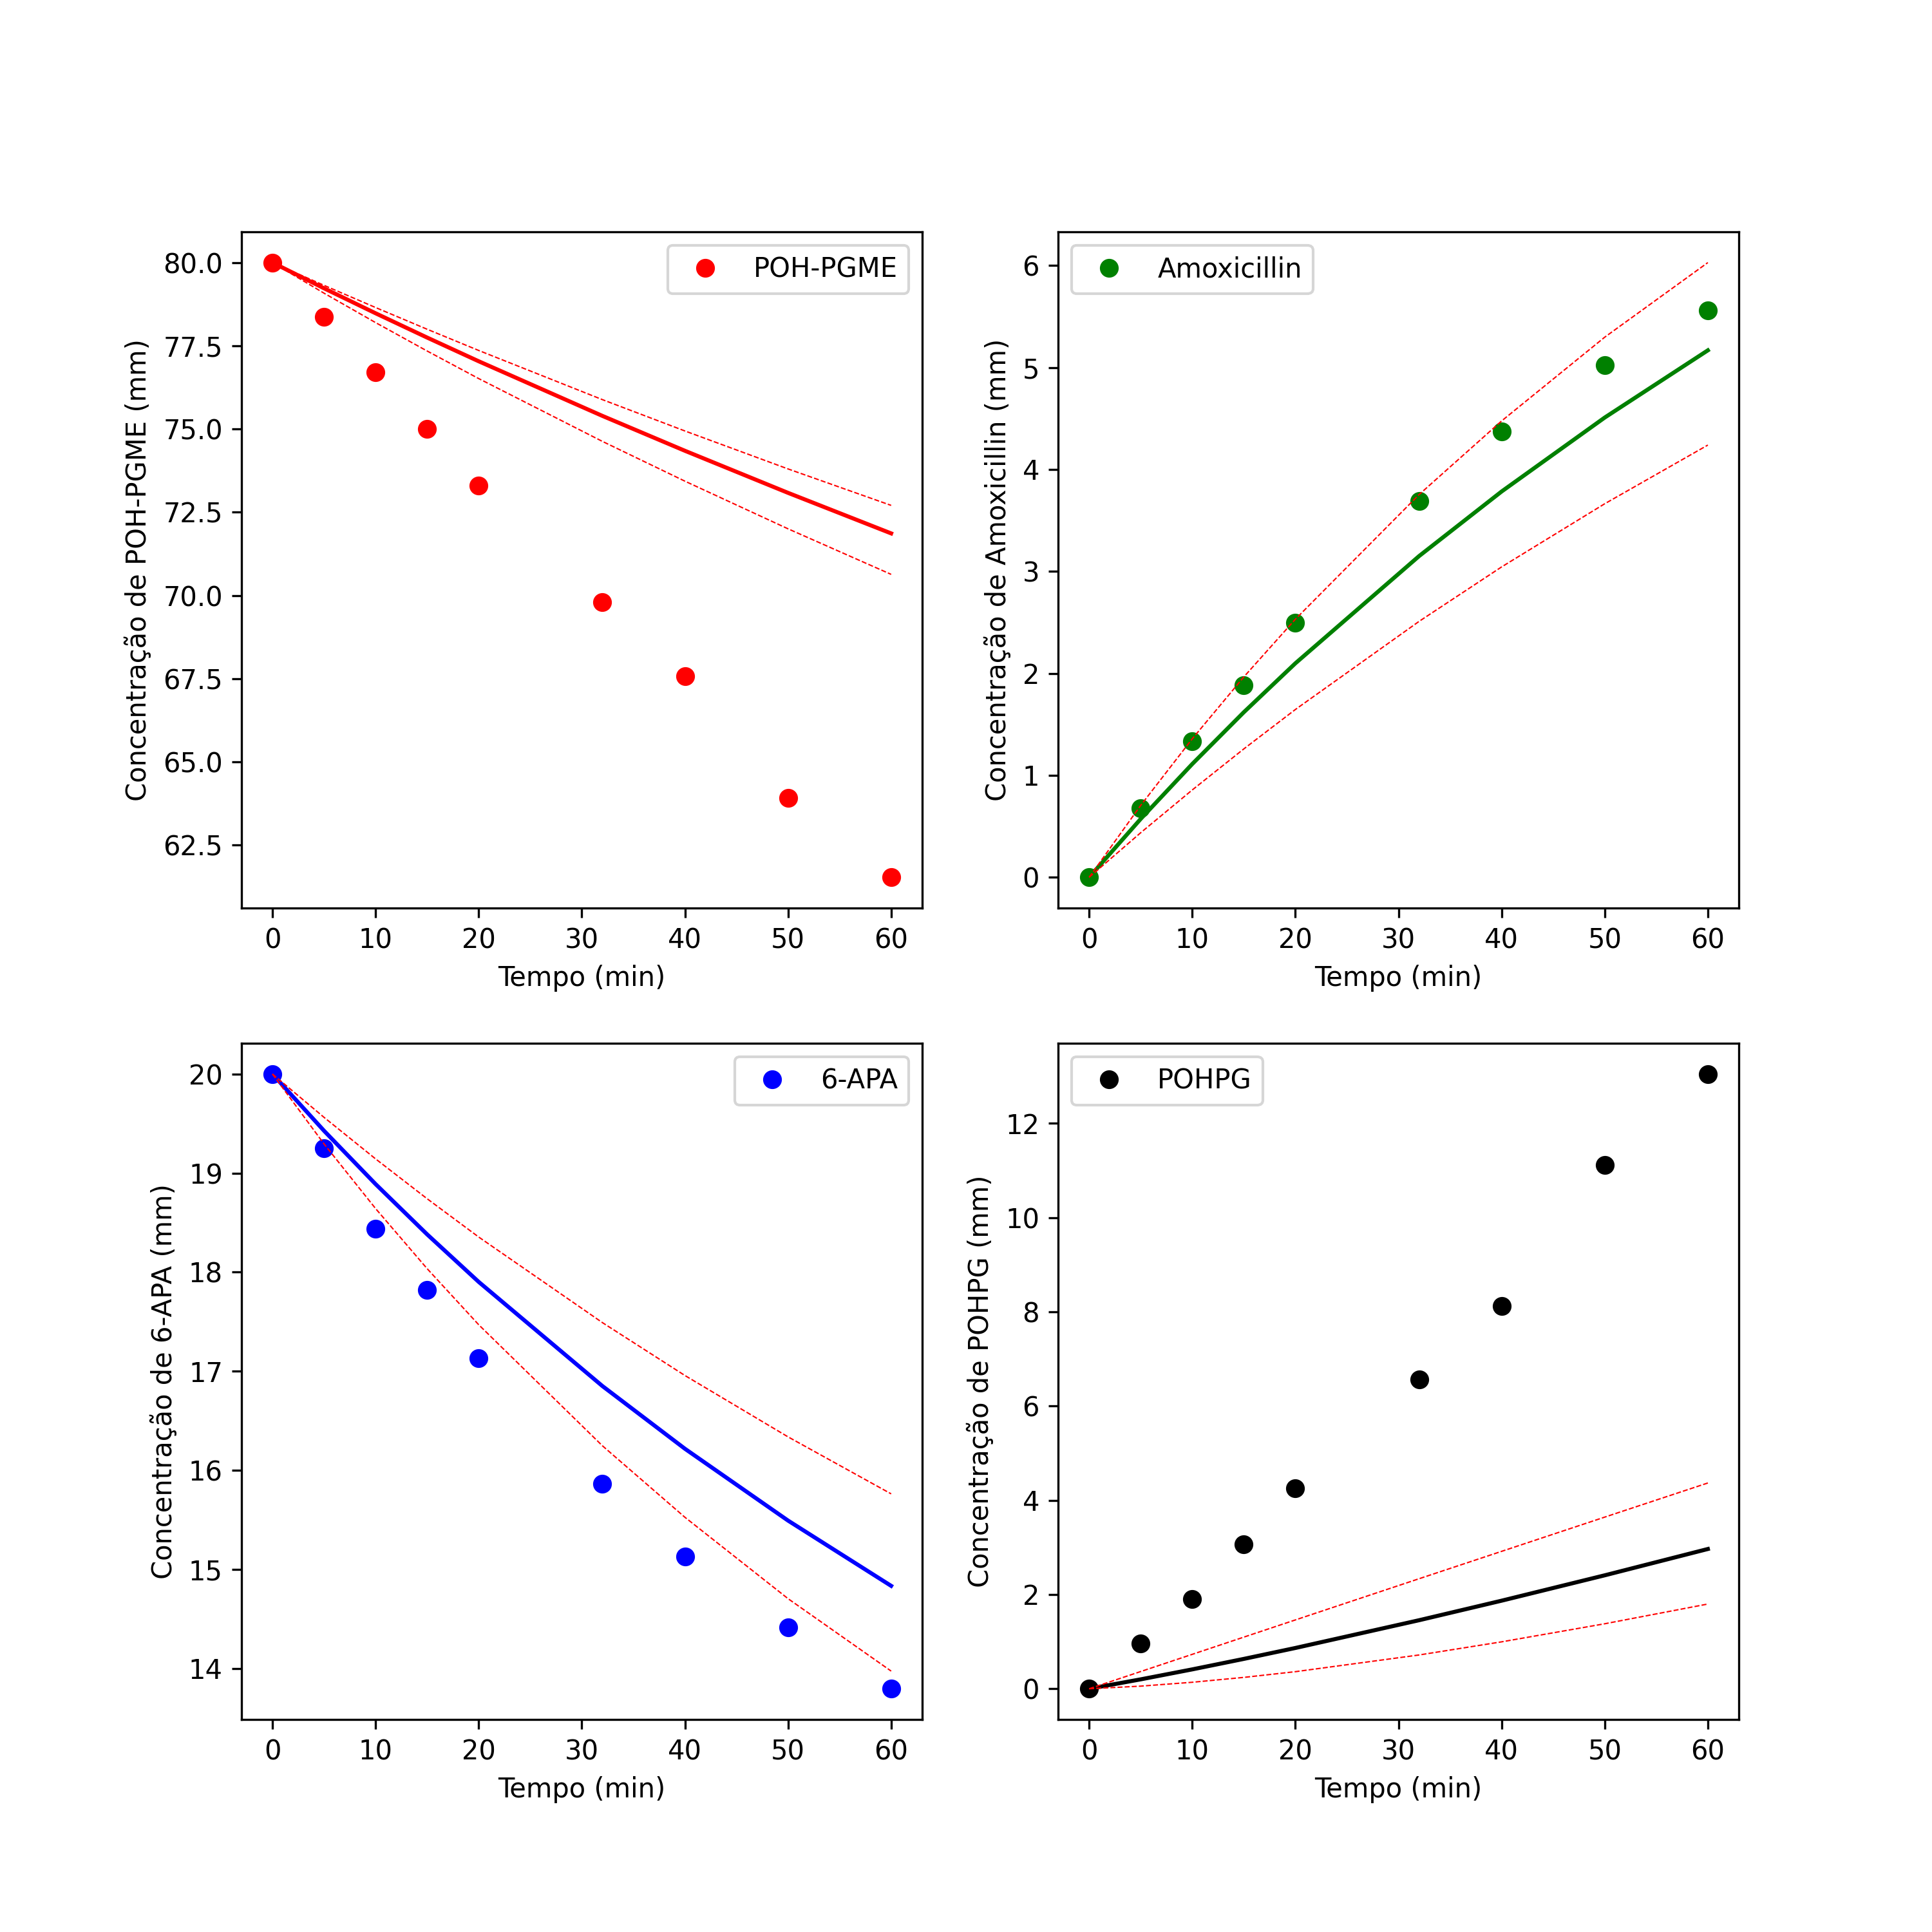 POH-PGME
80.0
77.5
75.0
72.5
70.0
67.5
65.0
62.5
Concentração de POH-PGME (mm)
0 10 20 30 40 50 60
Tempo (min)
Amoxicillin
6
5
4
3
2
1
0
Concentração de Amoxicillin (mm)
0 10 20 30 40 50 60
Tempo (min)
6-APA
20
19
18
17
16
15
14
Concentração de 6-APA (mm)
0 10 20 30 40 50 60
Tempo (min)
POHPG
12
10
8
6
4
2
0
Concentração de POHPG (mm)
0 10 20 30 40 50 60
Tempo (min)